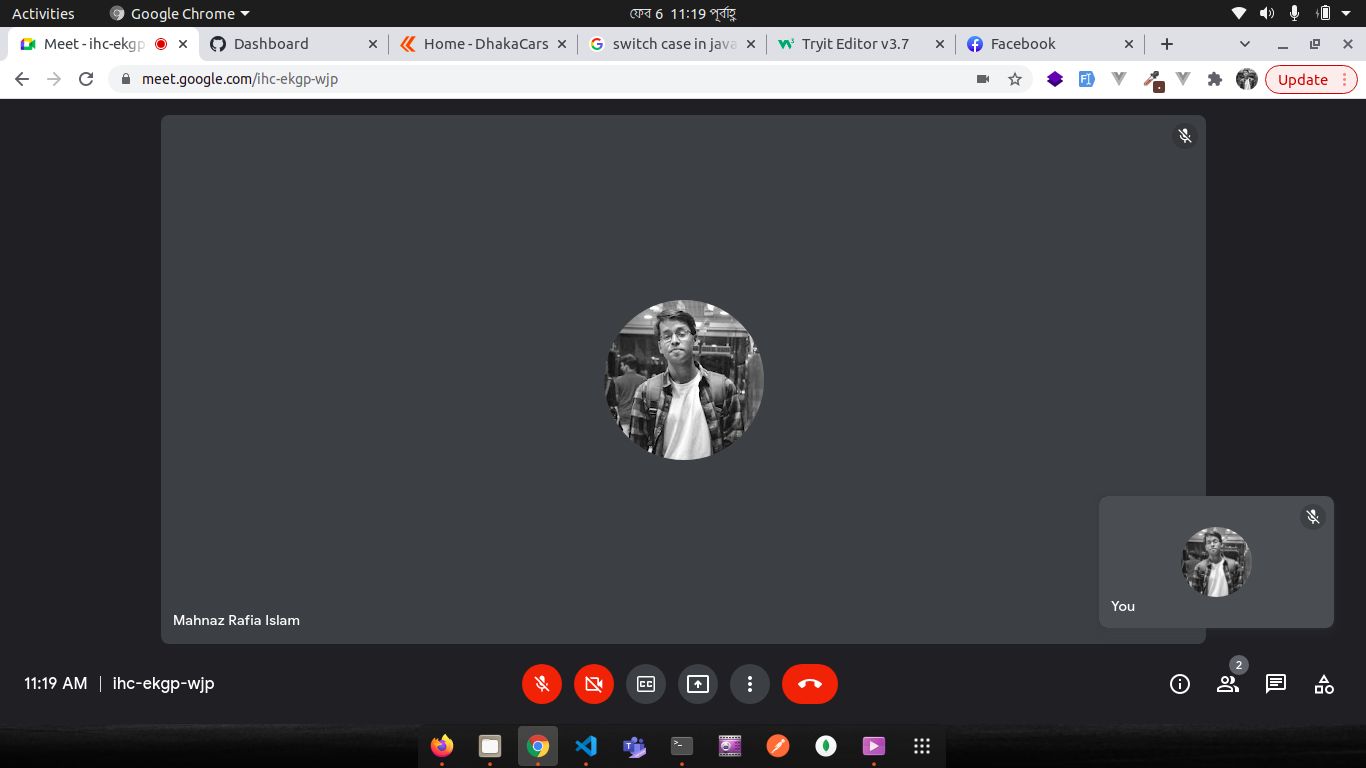 Activities Google Chrome ফেব 6 11:19 পূর্বাহ্ণ
Meet - ihc-ekgp Dashboard Home - DhakaCars switch case in java Tryit Editor v3.7 Facebook
meet.google.com/ihc-ekgp-wjp Update
Mahnaz Rafia Islam
You
11:19 AM | ihc-ekgp-wjp
2